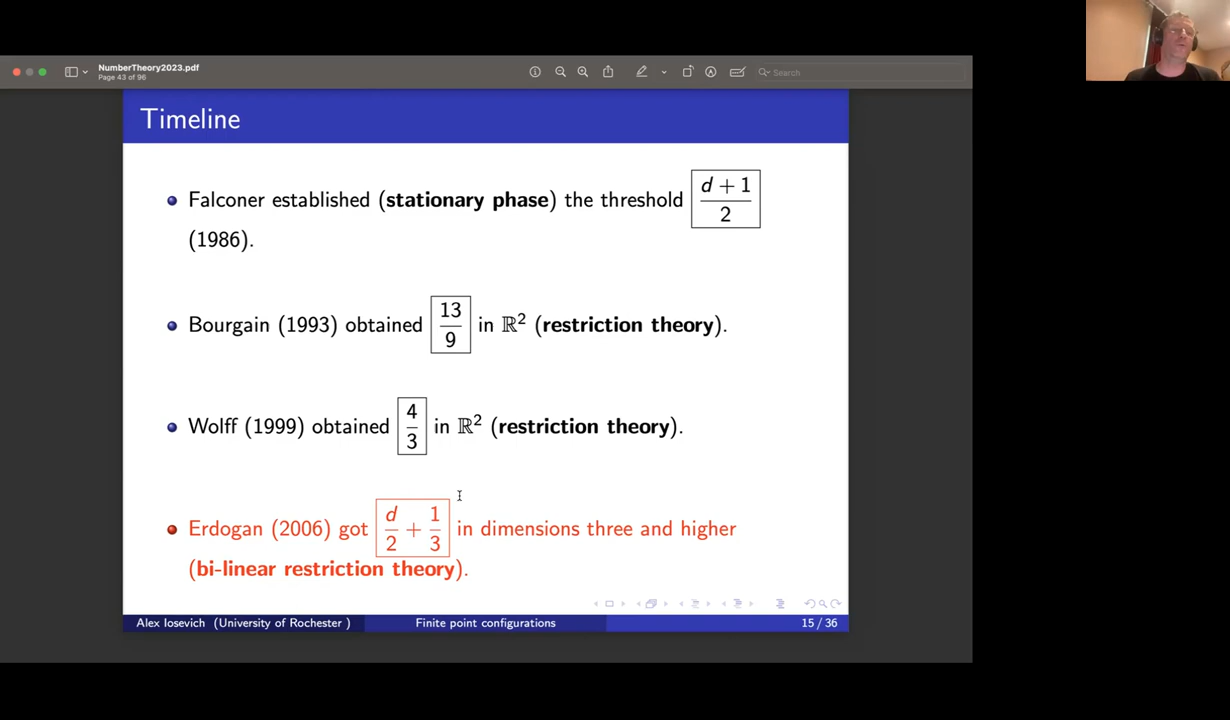 NumberTheory2023.pdf
Page 43 of 96
Search
Timeline
Falconer established (stationary phase) the threshold (d + 1)/2
(1986).
Bourgain (1993) obtained 13/9 in ℝ² (restriction theory).
Wolff (1999) obtained 4/3 in ℝ² (restriction theory).
Erdogan (2006) got d/2 + 1/3 in dimensions three and higher
(bi-linear restriction theory).
Alex Iosevich (University of Rochester ) Finite point configurations 15 / 36